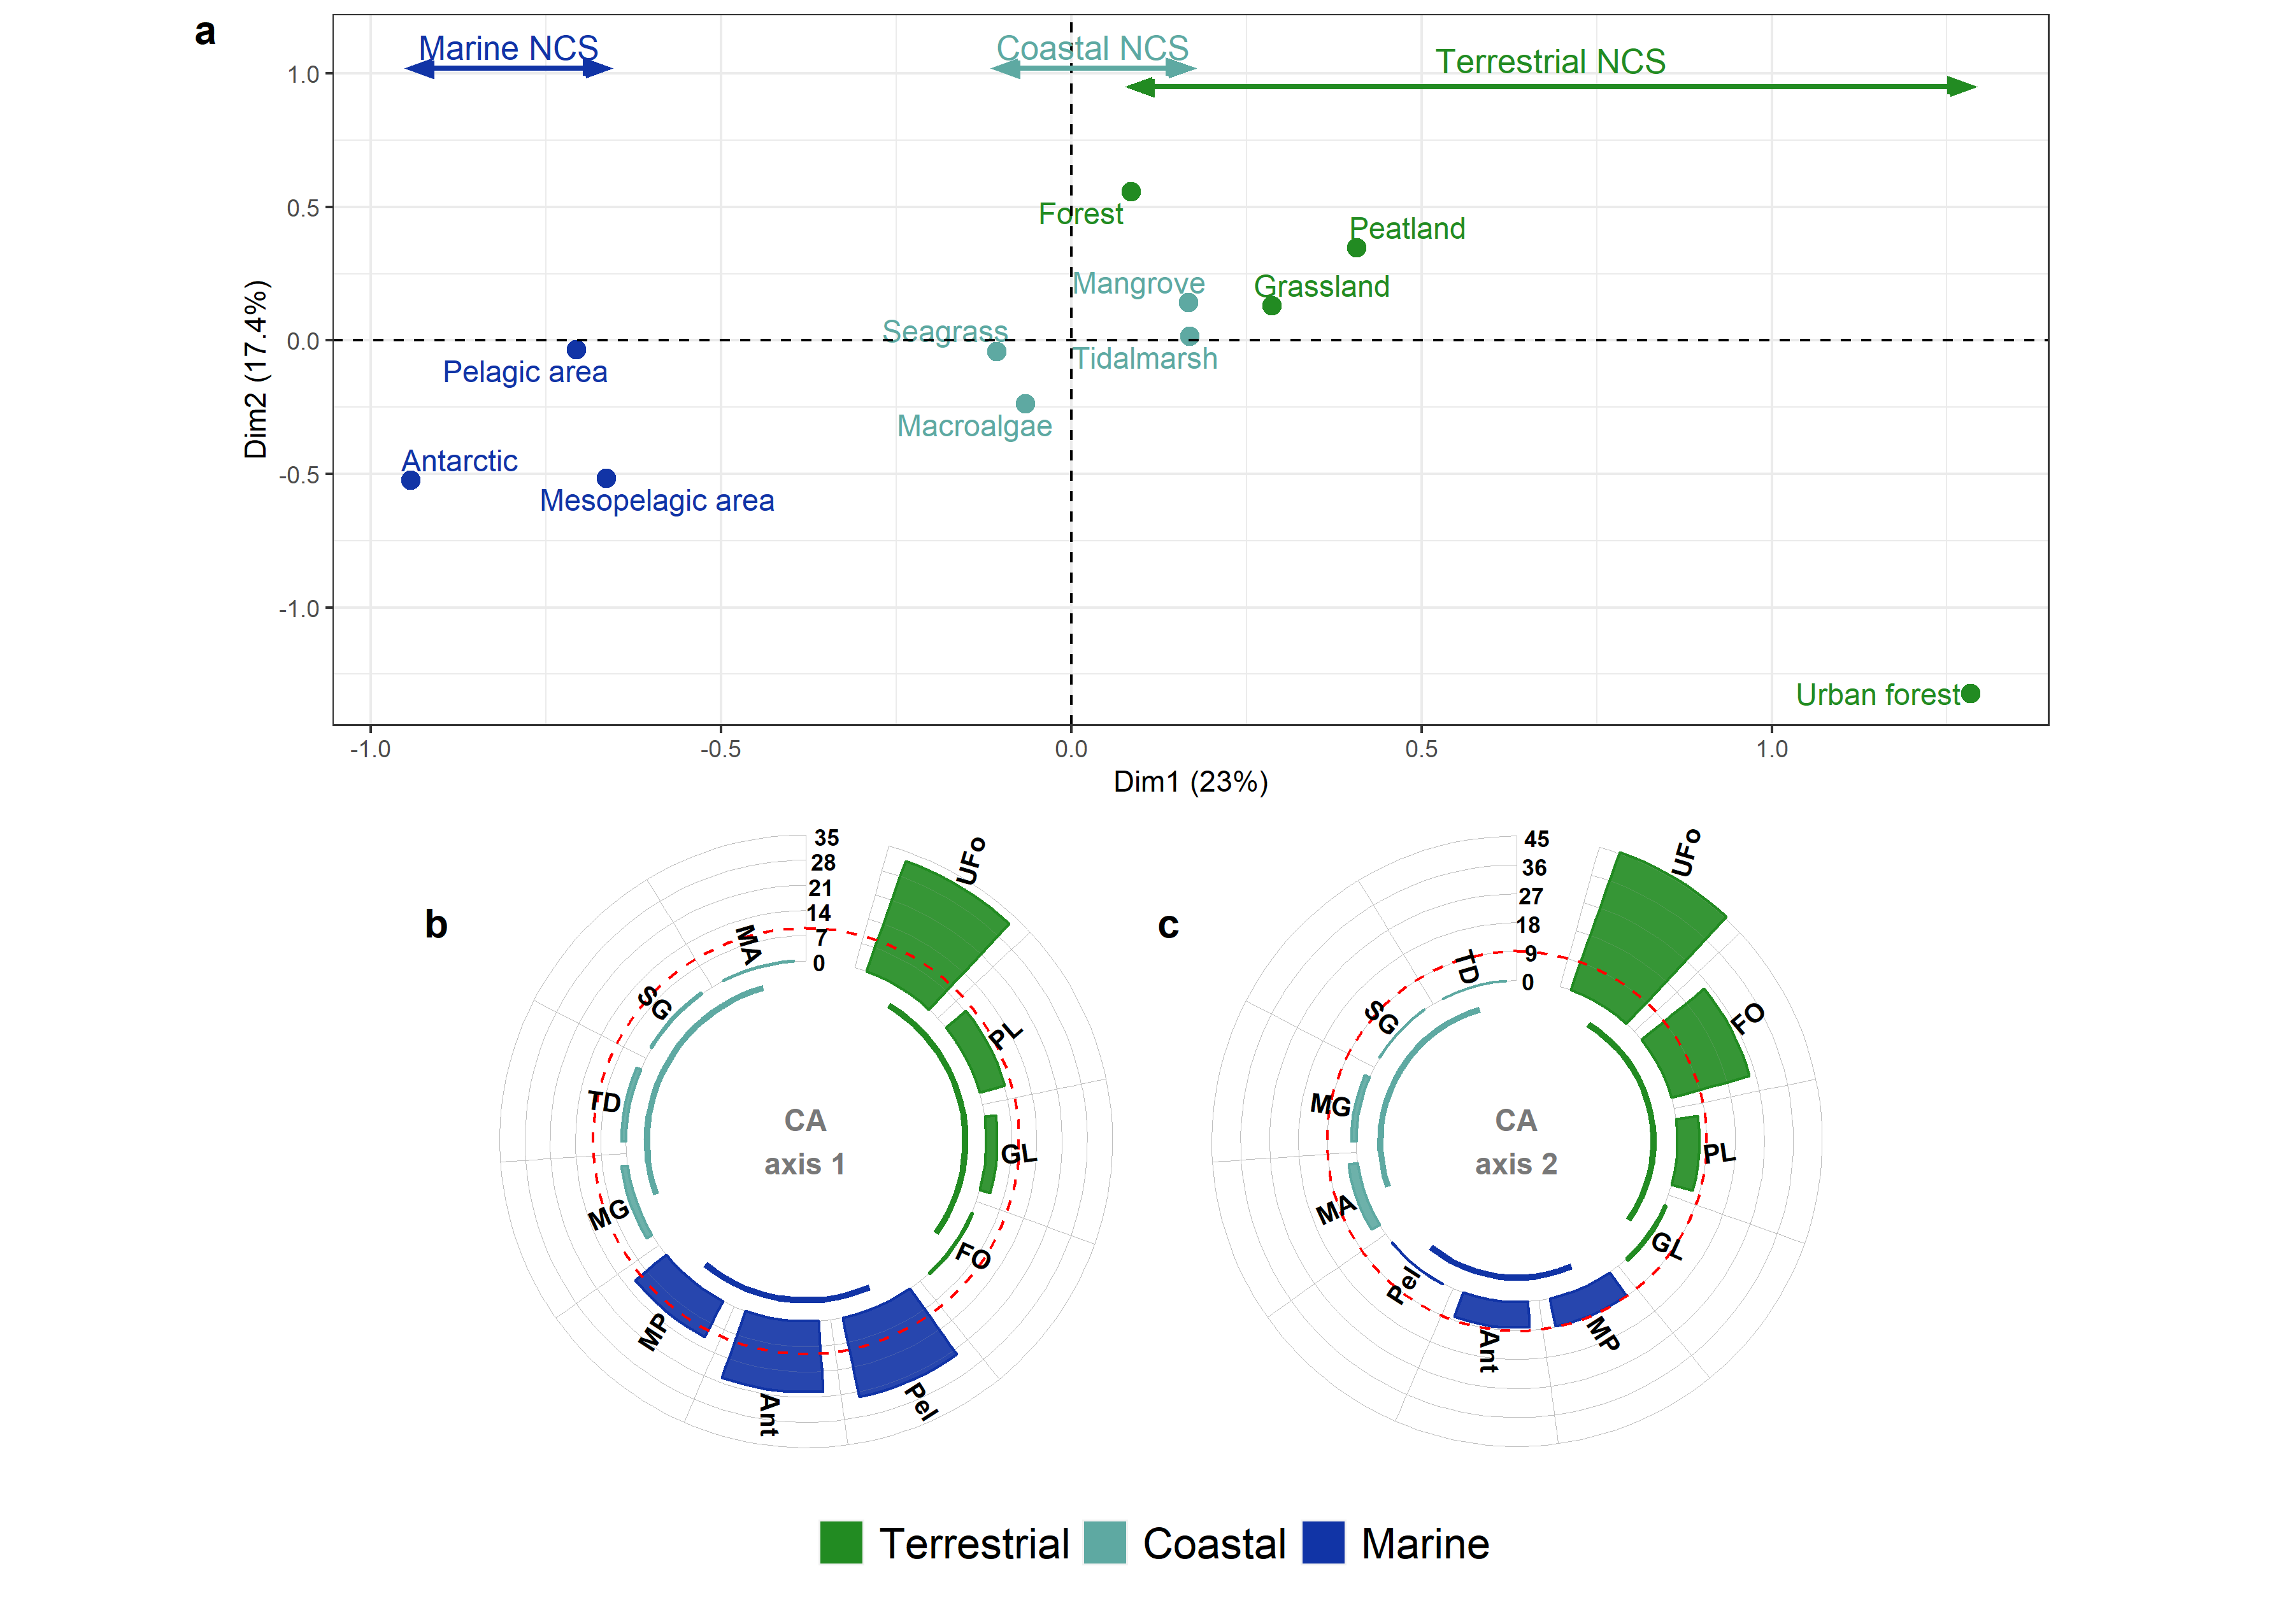 a
Marine NCS
Coastal NCS
Terrestrial NCS
1.0
0.5
0.0
-0.5
-1.0
Dim2 (17.4%)
Forest
Peatland
Mangrove
Grassland
Seagrass
Tidalmarsh
Pelagic area
Macroalgae
Antarctic
Mesopelagic area
Urban forest
-1.0 -0.5 0.0 0.5 1.0
Dim1 (23%)
b
35
28
21
14
7
0
UFo
PL
GL
FO
Pel
Ant
MP
MG
TD
SG
MA
CA
axis 1
c
45
36
27
18
9
0
UFo
FO
PL
GL
MP
Ant
Pel
MA
MG
SG
TD
CA
axis 2
Terrestrial Coastal Marine